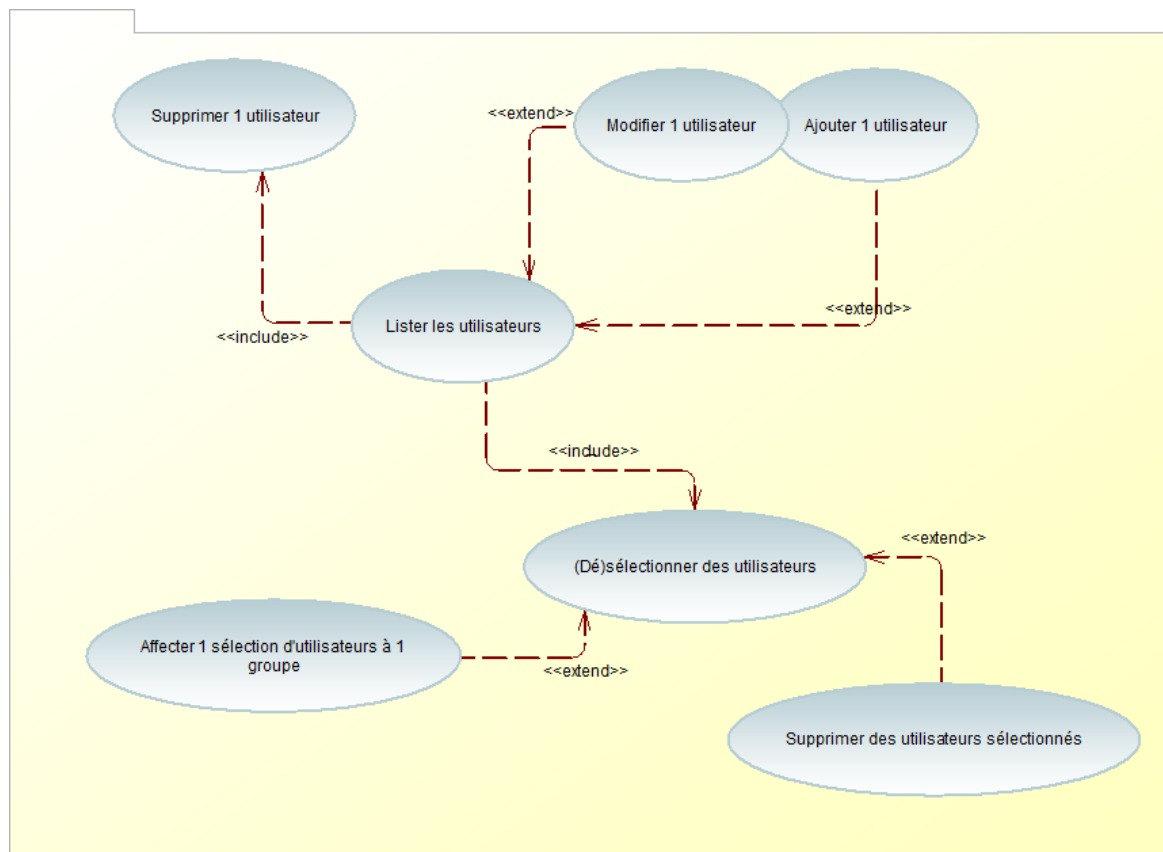 Supprimer 1 utilisateur
<<extend>>
Modifier 1 utilisateur
Ajouter 1 utilisateur
<<extend>>
Lister les utilisateurs
<<include>>
<<include>>
<<extend>>
(Dé)sélectionner des utilisateurs
Affecter 1 sélection d'utilisateurs à 1
groupe
<<extend>>
Supprimer des utilisateurs sélectionnés